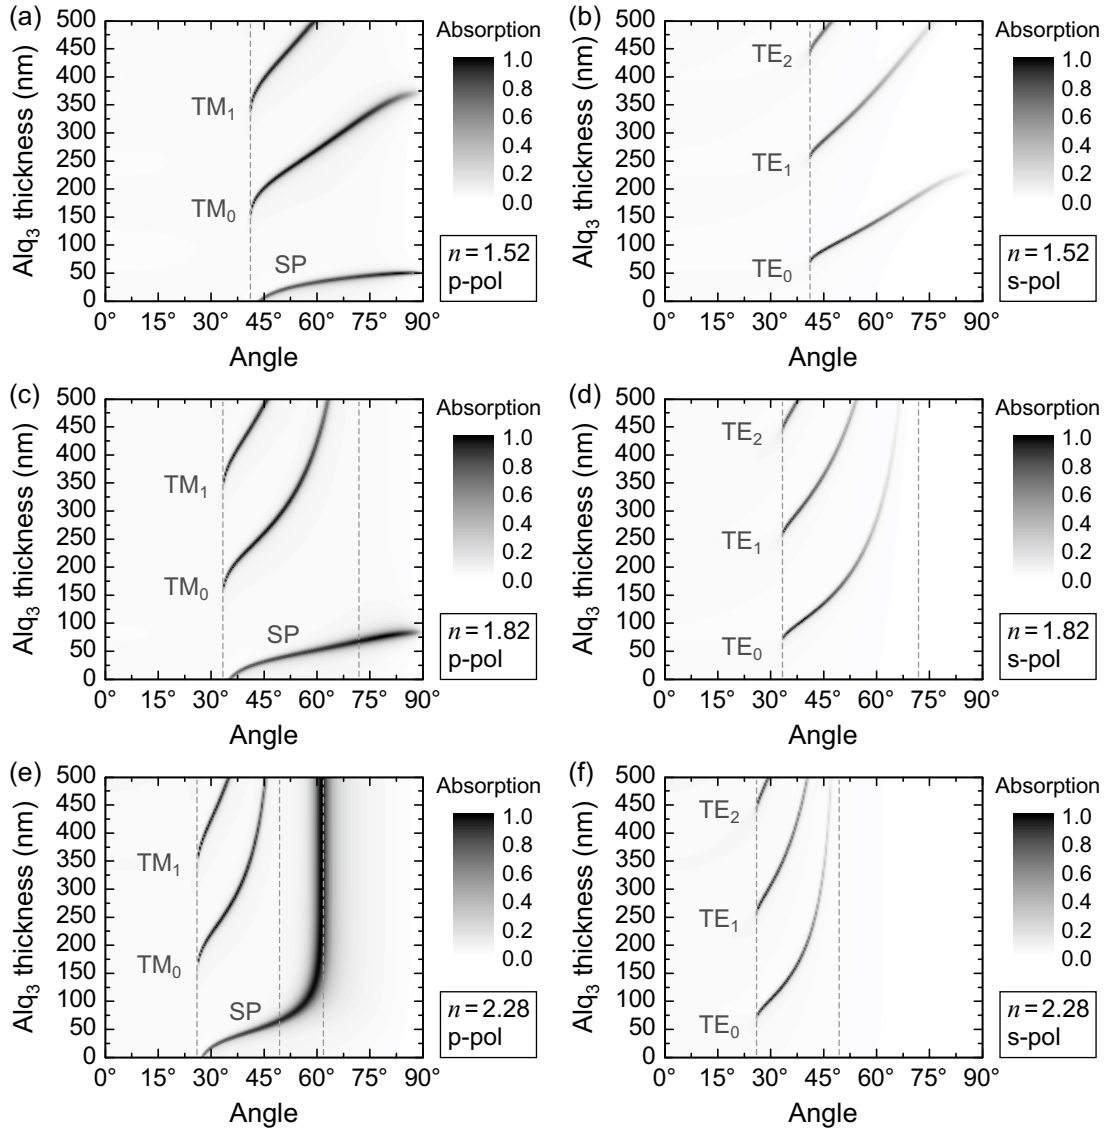 (a)
500
450
400
350
300
250
200
150
100
50
0
Alq3 thickness (nm)
TM1
TM0
SP
0° 15° 30° 45° 60° 75° 90°
Angle
Absorption
1.0
0.8
0.6
0.4
0.2
0.0
n = 1.52
p-pol
(b)
500
450
400
350
300
250
200
150
100
50
0
Alq3 thickness (nm)
TE2
TE1
TE0
0° 15° 30° 45° 60° 75° 90°
Angle
Absorption
1.0
0.8
0.6
0.4
0.2
0.0
n = 1.52
s-pol
(c)
500
450
400
350
300
250
200
150
100
50
0
Alq3 thickness (nm)
TM1
TM0
SP
0° 15° 30° 45° 60° 75° 90°
Angle
Absorption
1.0
0.8
0.6
0.4
0.2
0.0
n = 1.82
p-pol
(d)
500
450
400
350
300
250
200
150
100
50
0
Alq3 thickness (nm)
TE2
TE1
TE0
0° 15° 30° 45° 60° 75° 90°
Angle
Absorption
1.0
0.8
0.6
0.4
0.2
0.0
n = 1.82
s-pol
(e)
500
450
400
350
300
250
200
150
100
50
0
Alq3 thickness (nm)
TM1
TM0
SP
0° 15° 30° 45° 60° 75° 90°
Angle
Absorption
1.0
0.8
0.6
0.4
0.2
0.0
n = 2.28
p-pol
(f)
500
450
400
350
300
250
200
150
100
50
0
Alq3 thickness (nm)
TE2
TE1
TE0
0° 15° 30° 45° 60° 75° 90°
Angle
Absorption
1.0
0.8
0.6
0.4
0.2
0.0
n = 2.28
s-pol